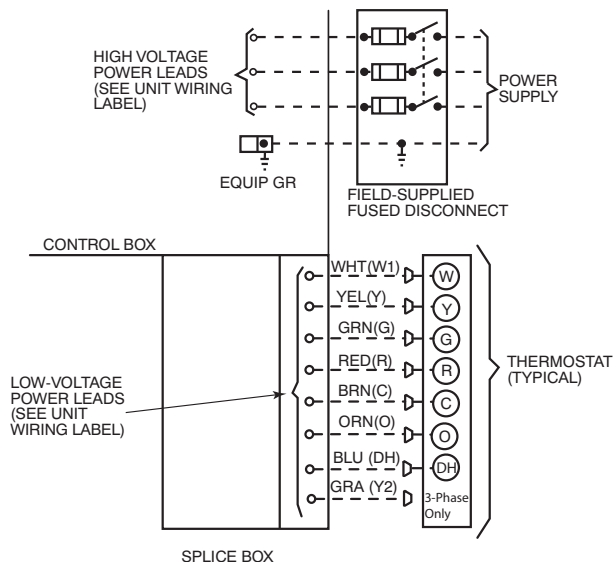 HIGH VOLTAGE
POWER LEADS
(SEE UNIT WIRING
LABEL)
POWER
SUPPLY
EQUIP GR
FIELD-SUPPLIED
FUSED DISCONNECT
CONTROL BOX
WHT(W1)
W
YEL(Y)
Y
GRN(G)
G
RED(R)
R
BRN(C)
C
ORN(O)
O
BLU (DH)
DH
GRA (Y2)
3-Phase
Only
THERMOSTAT
(TYPICAL)
LOW-VOLTAGE
POWER LEADS
(SEE UNIT
WIRING LABEL)
SPLICE BOX